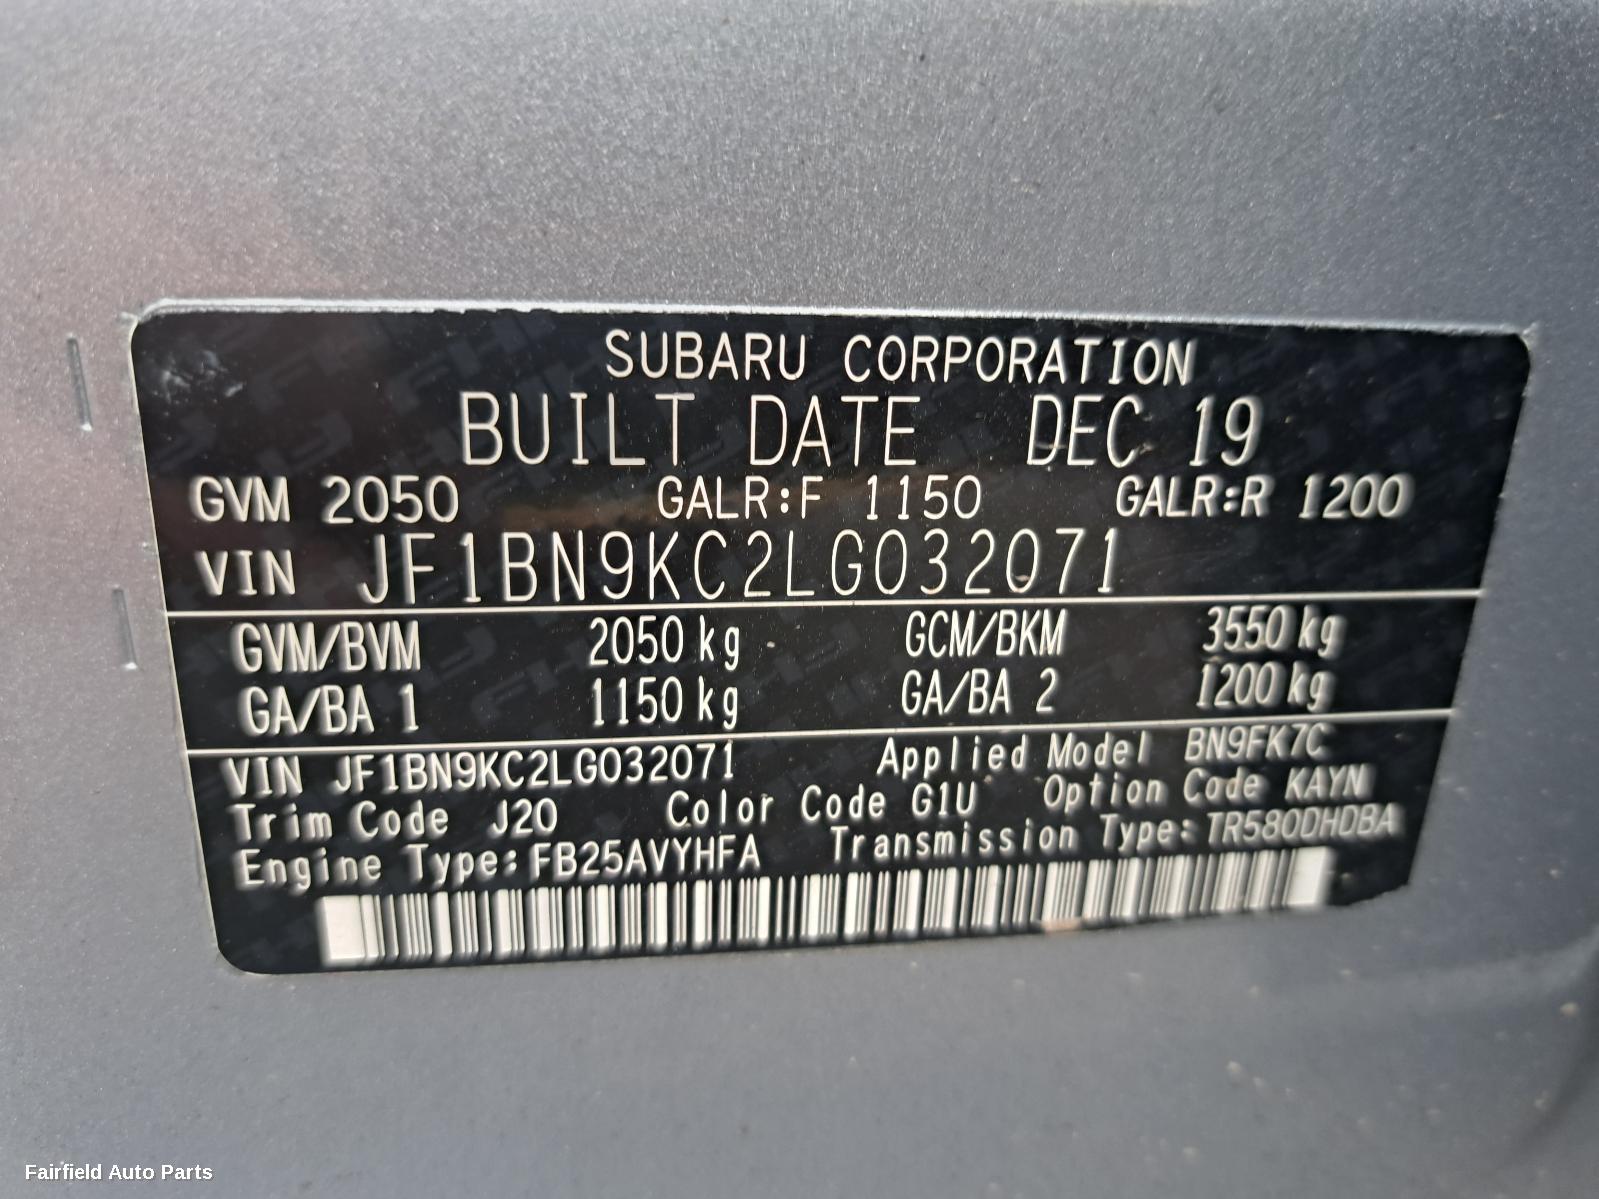 SUBARU CORPORATION
BUILT DATE DEC 19
GVM 2050 GALR:F 1150 GALR:R 1200
VIN JF1BN9KC2LG032071
GVM/BVM 2050 kg GCM/BKM 3550 kg
GA/BA 1 1150 kg GA/BA 2 1200 kg
VIN JF1BN9KC2LG032071 Applied Model BN9FK7C
Trim Code J20 Color Code G1U Option Code KAYN
Engine Type:FB25AVYHFA Transmission Type:TR580DHDBA
Fairfield Auto Parts